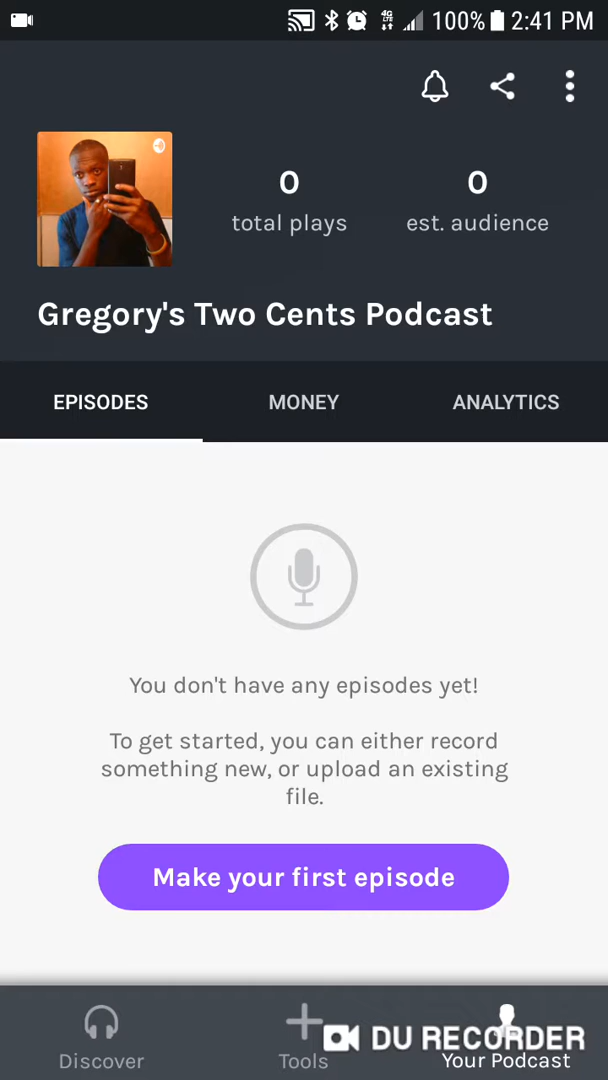 100% 2:41 PM
0
total plays
0
est. audience
Gregory's Two Cents Podcast
EPISODES
MONEY
ANALYTICS
You don't have any episodes yet!
To get started, you can either record
something new, or upload an existing
file.
Make your first episode
Discover
Tools
Your Podcast
DU RECORDER